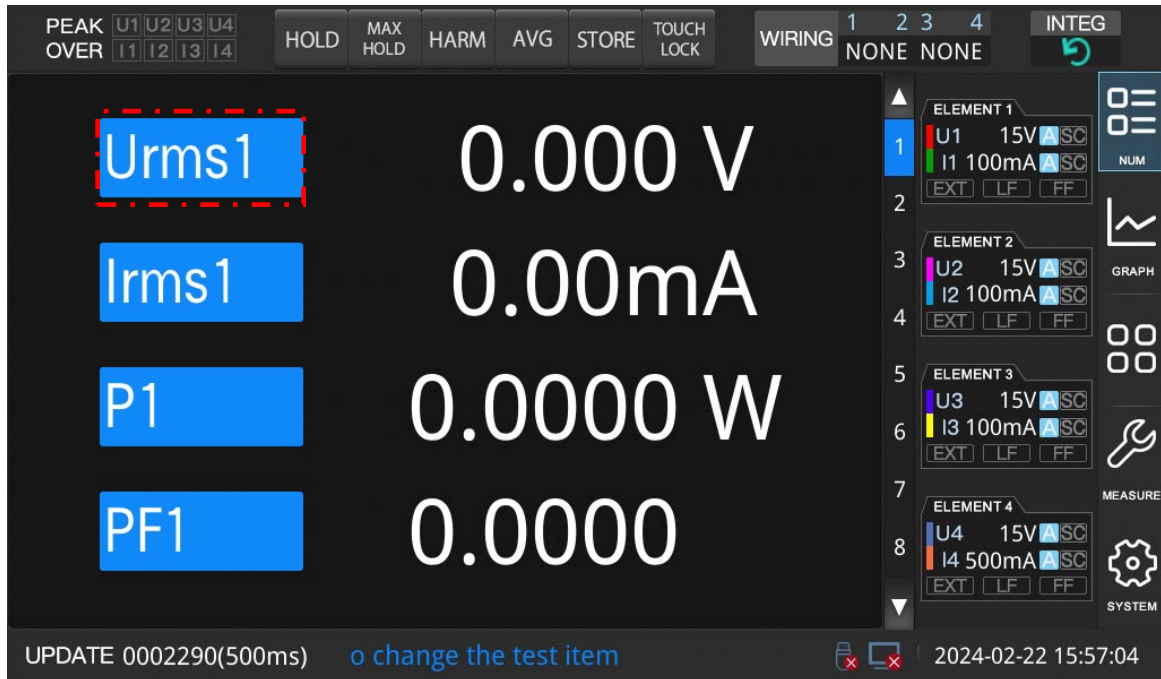 PEAK U1 U2 U3 U4
OVER I1 I2 I3 I4
HOLD
MAX HOLD
HARM
AVG
STORE
TOUCH LOCK
WIRING
1 2 3 4
NONE NONE
INTEG
Urms1 0.000 V
Irms1 0.00mA
P1 0.0000 W
PF1 0.0000
1
2
3
4
5
6
7
8
ELEMENT 1
U1 15V A SC
I1 100mA A SC
EXT LF FF
ELEMENT 2
U2 15V A SC
I2 100mA A SC
EXT LF FF
ELEMENT 3
U3 15V A SC
I3 100mA A SC
EXT LF FF
ELEMENT 4
U4 15V A SC
I4 500mA A SC
EXT LF FF
NUM
GRAPH
MEASURE
SYSTEM
UPDATE 0002290(500ms) o change the test item 2024-02-22 15:57:04